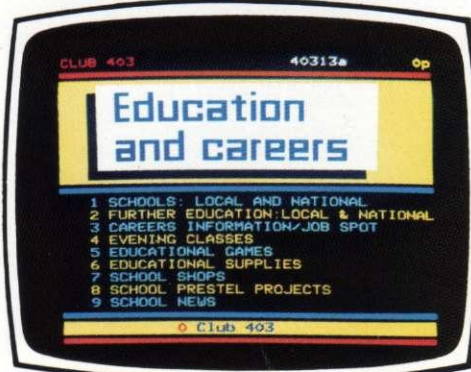 CLUB 403 40313a 0p
Education
and careers
1 SCHOOLS: LOCAL AND NATIONAL
2 FURTHER EDUCATION:LOCAL & NATIONAL
3 CAREERS INFORMATION/JOB SPOT
4 EVENING CLASSES
5 EDUCATIONAL GAMES
6 EDUCATIONAL SUPPLIES
7 SCHOOL SHOPS
8 SCHOOL PRESTEL PROJECTS
9 SCHOOL NEWS
0 Club 403